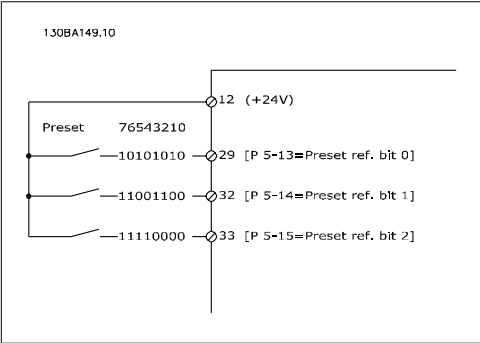 130BA149.10
12 (+24V)
Preset 76543210
10101010 29 [P 5-13=Preset ref. bit 0]
11001100 32 [P 5-14=Preset ref. bit 1]
11110000 33 [P 5-15=Preset ref. bit 2]